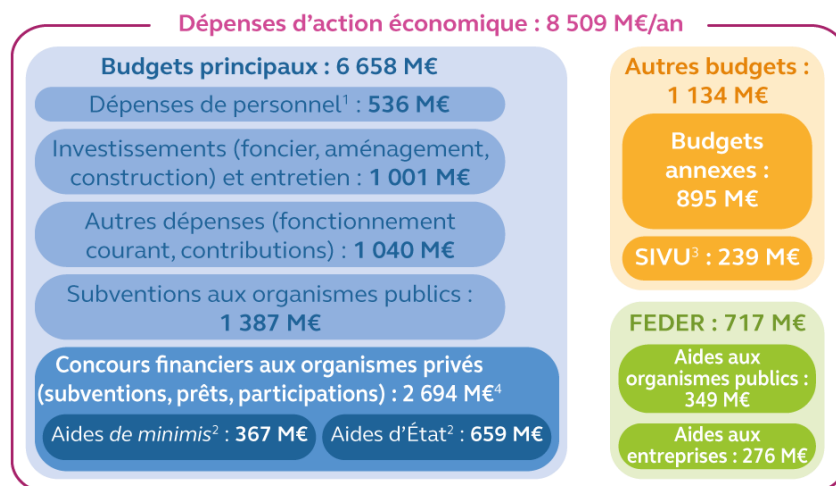 Dépenses d’action économique : 8 509 M€/an
Budgets principaux : 6 658 M€
Dépenses de personnel¹ : 536 M€
Investissements (foncier, aménagement,
construction) et entretien : 1 001 M€
Autres dépenses (fonctionnement
courant, contributions) : 1 040 M€
Subventions aux organismes publics :
1 387 M€
Concours financiers aux organismes privés
(subventions, prêts, participations) : 2 694 M€⁴
Aides de minimis² : 367 M€
Aides d’État² : 659 M€
Autres budgets :
1 134 M€
Budgets
annexes :
895 M€
SIVU³ : 239 M€
FEDER : 717 M€
Aides aux
organismes publics :
349 M€
Aides aux
entreprises : 276 M€